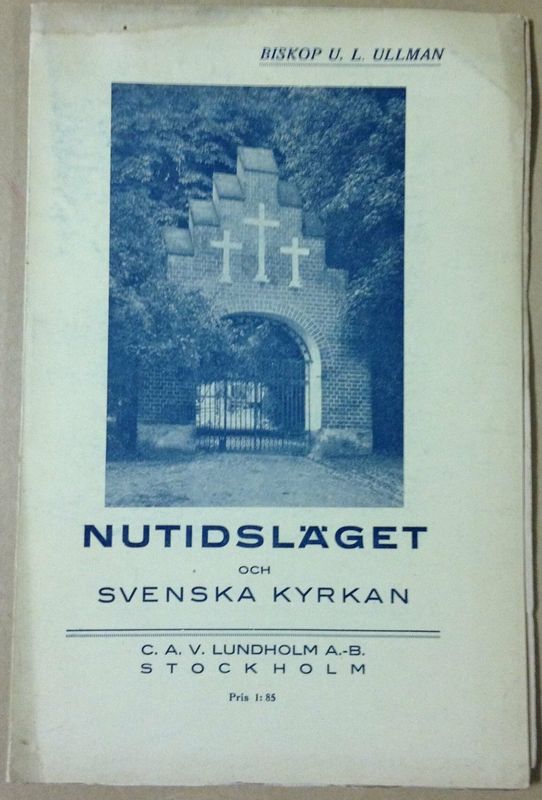 BISKOP U. L. ULLMAN
NUTIDSLÄGET
OCH
SVENSKA KYRKAN
C. A. V. LUNDHOLM A.-B.
STOCKHOLM
Pris 1: 85